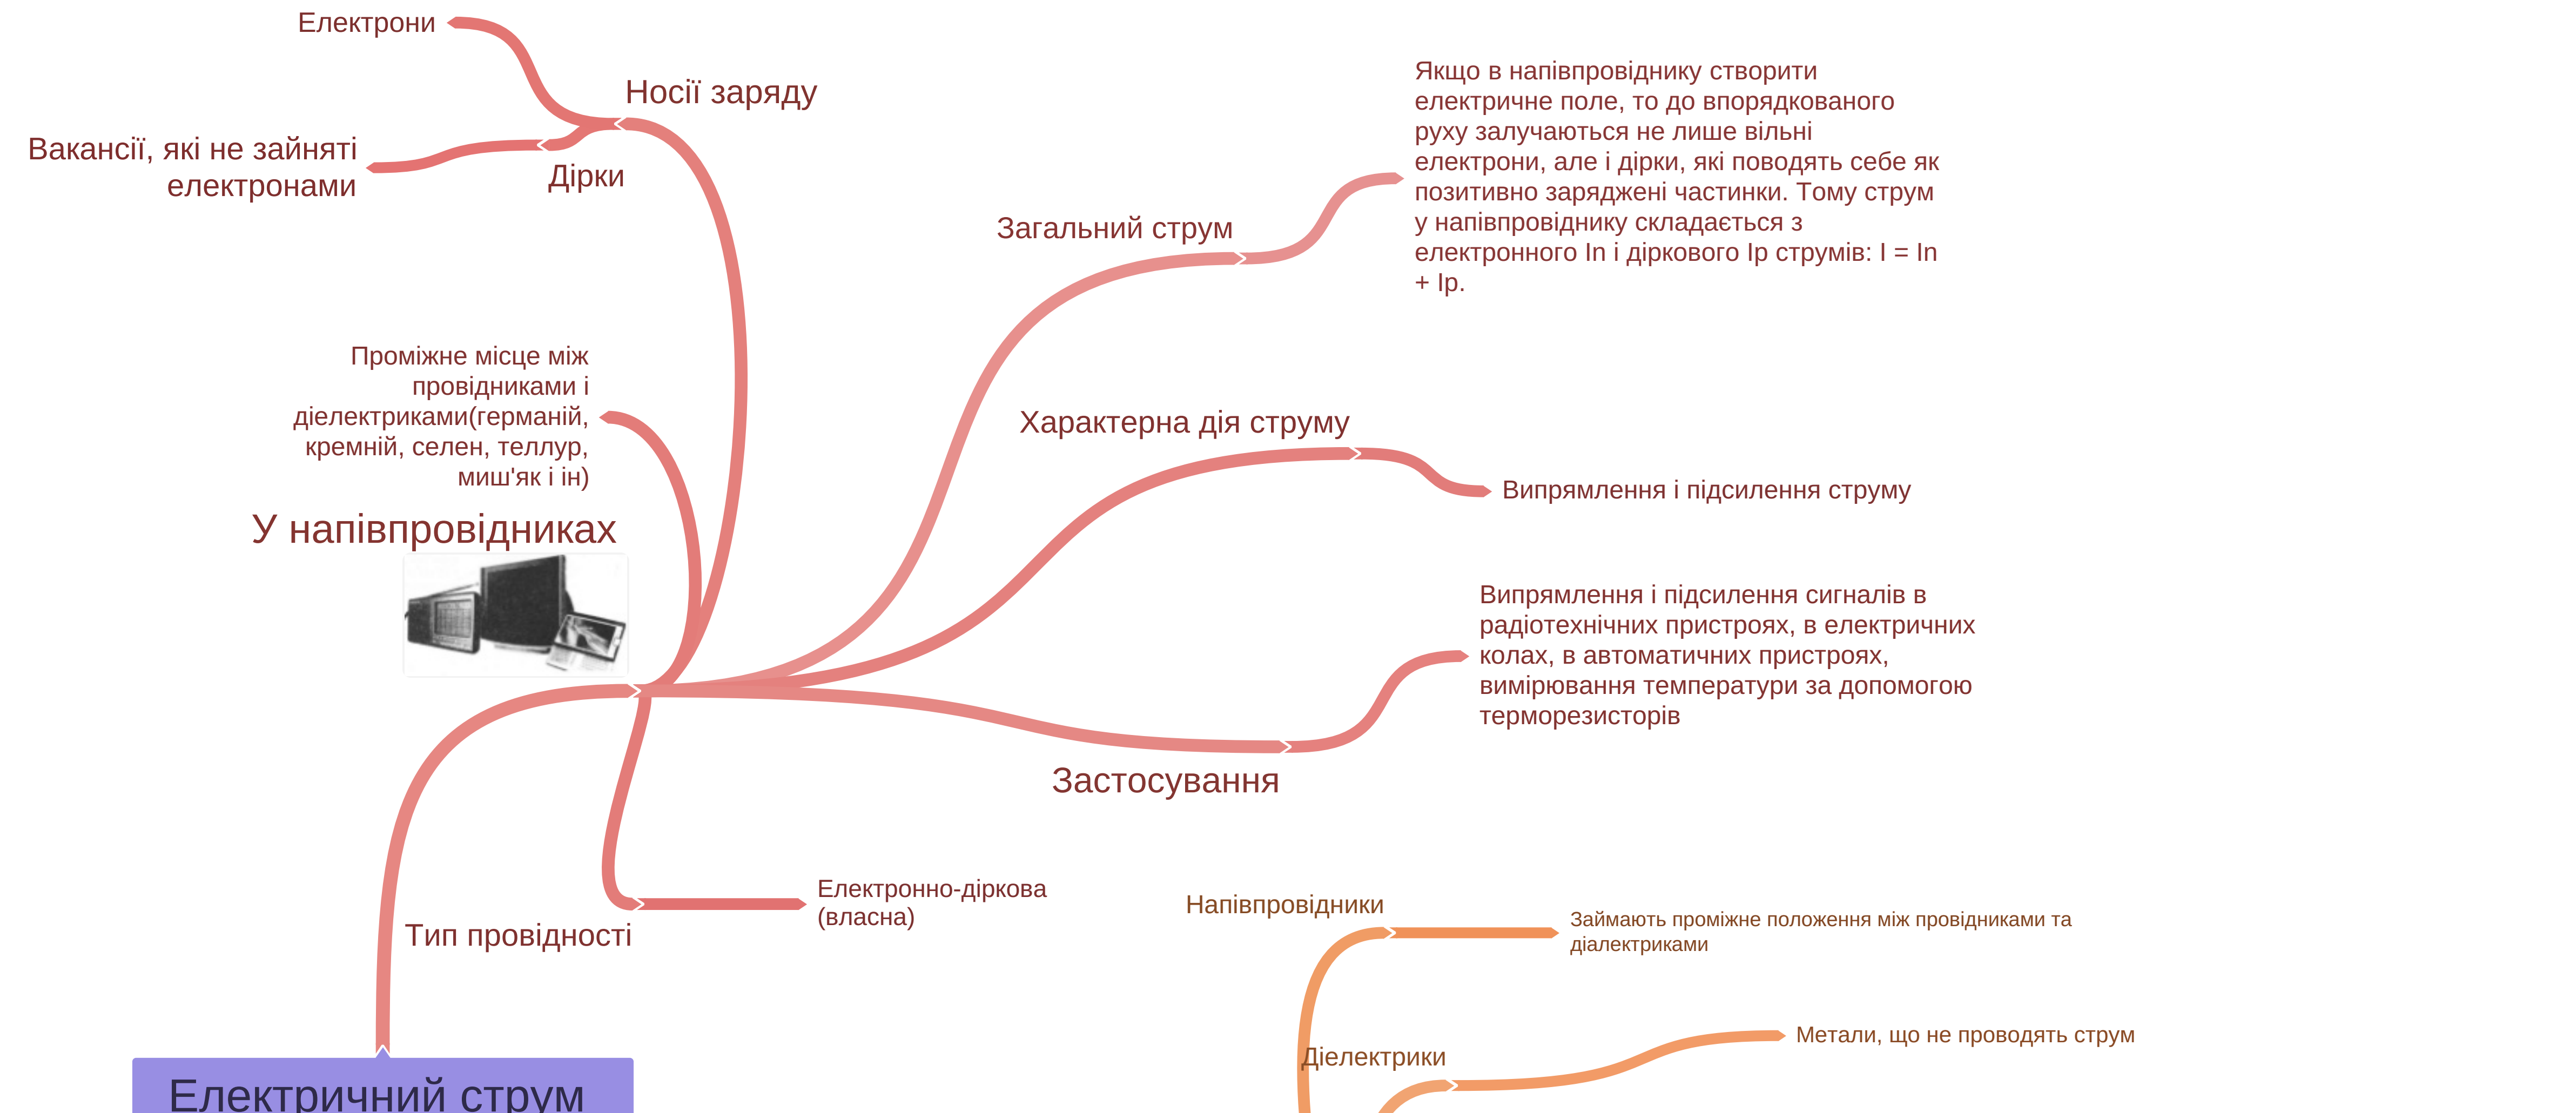 Електрони
Носії заряду
Вакансії, які не зайняті
електронами
Дірки
Якщо в напівпровіднику створити
електричне поле, то до впорядкованого
руху залучаються не лише вільні
електрони, але і дірки, які поводять себе як
позитивно заряджені частинки. Тому струм
у напівпровіднику складається з
електронного In і діркового Ip струмів: I = In
+ Ip.
Загальний струм
Проміжне місце між
провідниками і
діелектриками(германій,
кремній, селен, теллур,
миш'як і ін)
У напівпровідниках
Характерна дія струму
Випрямлення і підсилення струму
Випрямлення і підсилення сигналів в
радіотехнічних пристроях, в електричних
колах, в автоматичних пристроях,
вимірювання температури за допомогою
терморезисторів
Застосування
Електронно-діркова
(власна)
Тип провідності
Напівпровідники
Займають проміжне положення між провідниками та
діалектриками
Діелектрики
Метали, що не проводять струм
Електричний струм